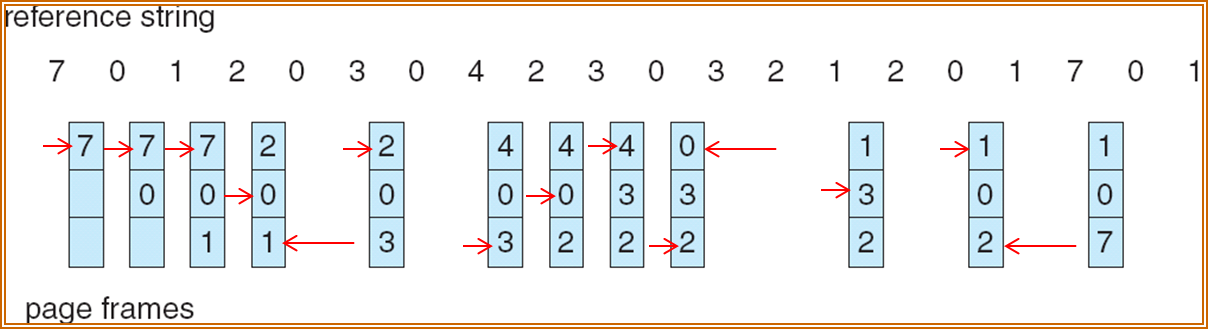 reference string
7 0 1 2 0 3 0 4 2 3 0 3 2 1 2 0 1 7 0 1
7 7 7 2 2 4 4 4 0 1 1 1
0 0 0 0 0 0 3 3 3 0 0
1 1 3 3 2 2 2 2 2 7
page frames